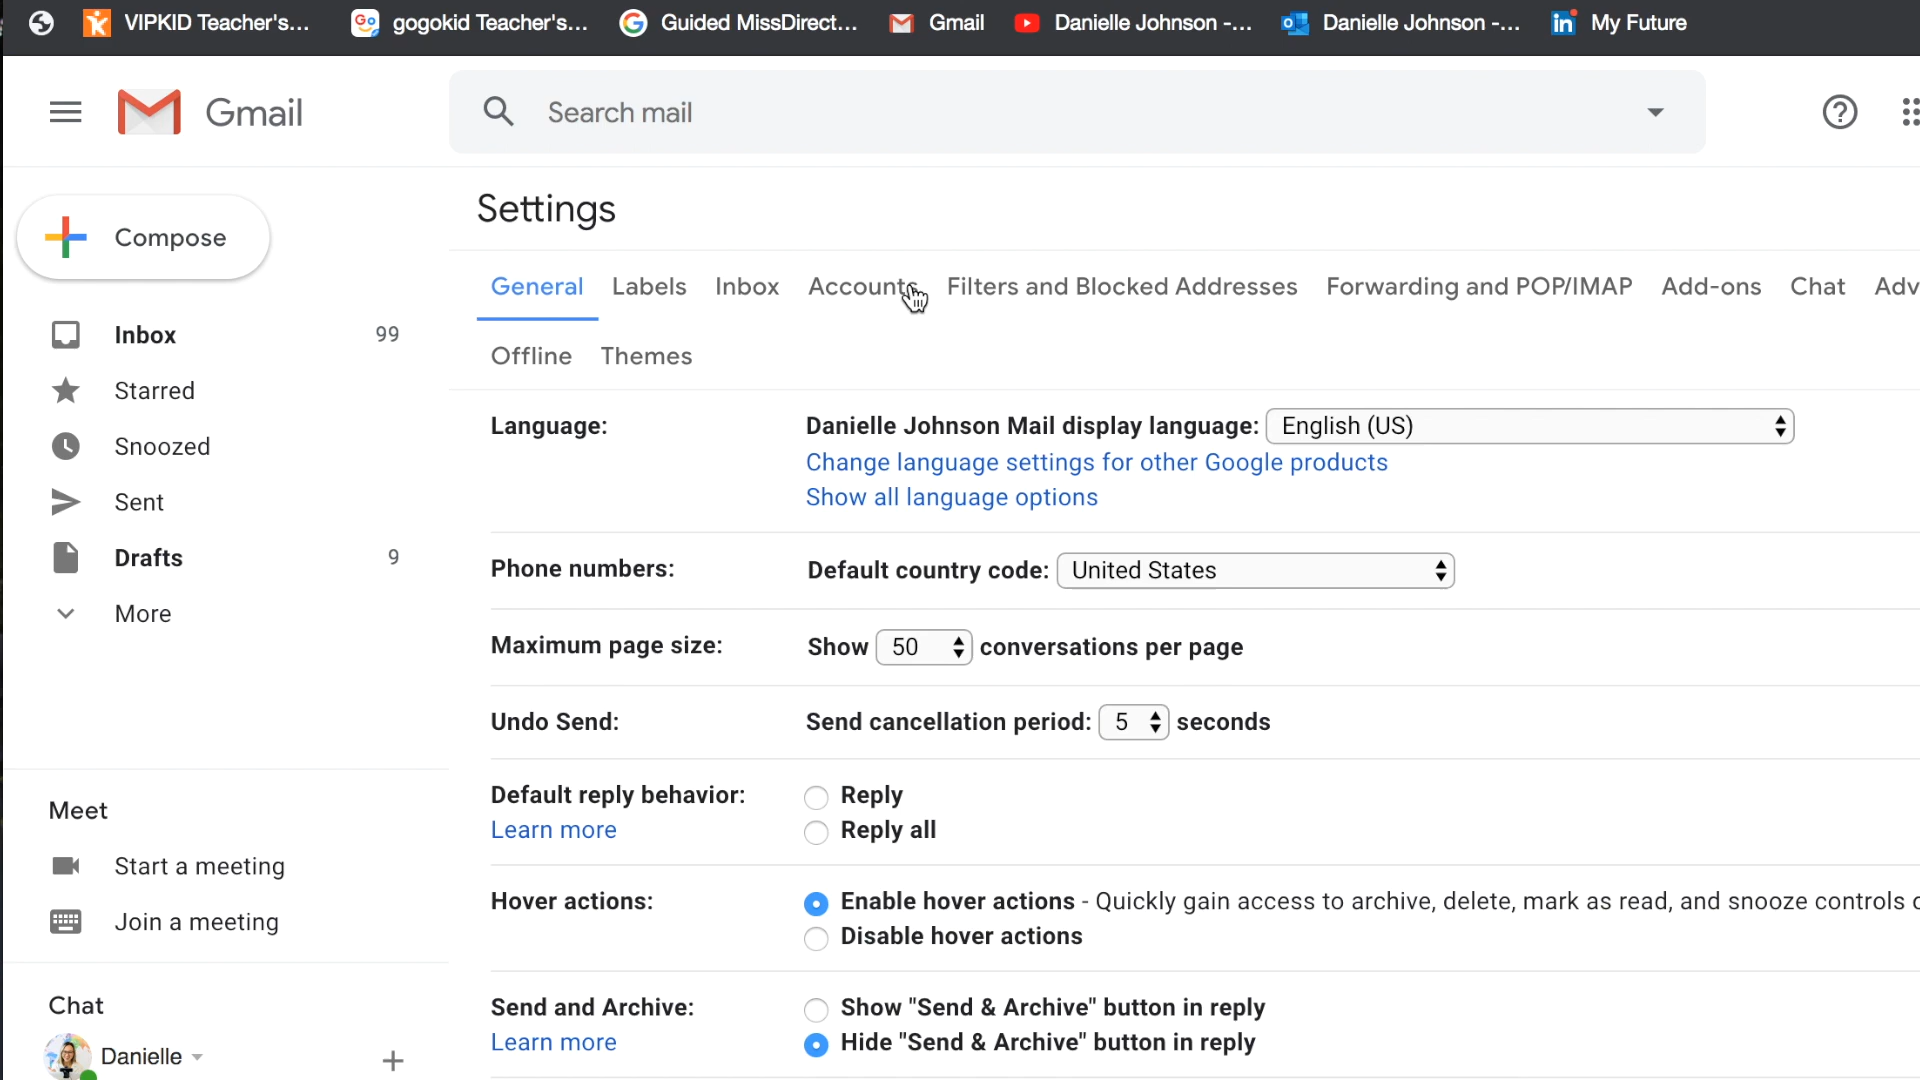 VIPKID Teacher's... gogokid Teacher's... Guided MissDirect... Gmail Danielle Johnson -... Danielle Johnson -... My Future
Gmail Search mail
Compose
Inbox 99
Starred
Snoozed
Sent
Drafts 9
More
Meet
Start a meeting
Join a meeting
Chat
Danielle
Settings
General Labels Inbox Accounts Filters and Blocked Addresses Forwarding and POP/IMAP Add-ons Chat Adv
Offline Themes
Language: Danielle Johnson Mail display language: English (US)
Change language settings for other Google products
Show all language options
Phone numbers: Default country code: United States
Maximum page size: Show 50 conversations per page
Undo Send: Send cancellation period: 5 seconds
Default reply behavior: Reply
Learn more Reply all
Hover actions: Enable hover actions - Quickly gain access to archive, delete, mark as read, and snooze controls
Disable hover actions
Send and Archive: Show "Send & Archive" button in reply
Learn more Hide "Send & Archive" button in reply